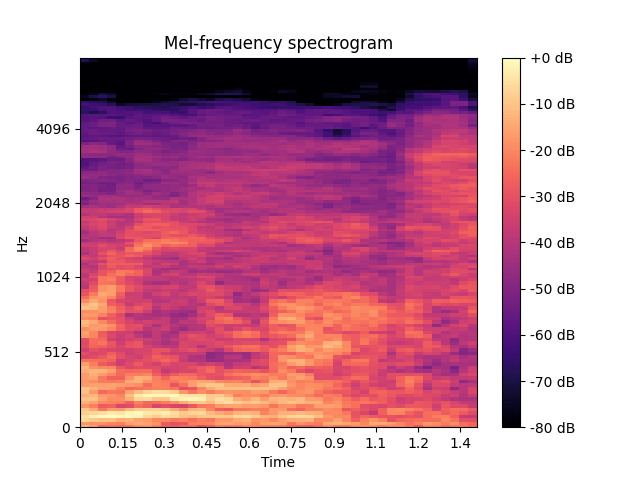 Mel-frequency spectrogram
+0 dB
-10 dB
-20 dB
-30 dB
-40 dB
-50 dB
-60 dB
-70 dB
-80 dB
Hz
4096
2048
1024
512
0
0 0.15 0.3 0.45 0.6 0.75 0.9 1.1 1.2 1.4
Time